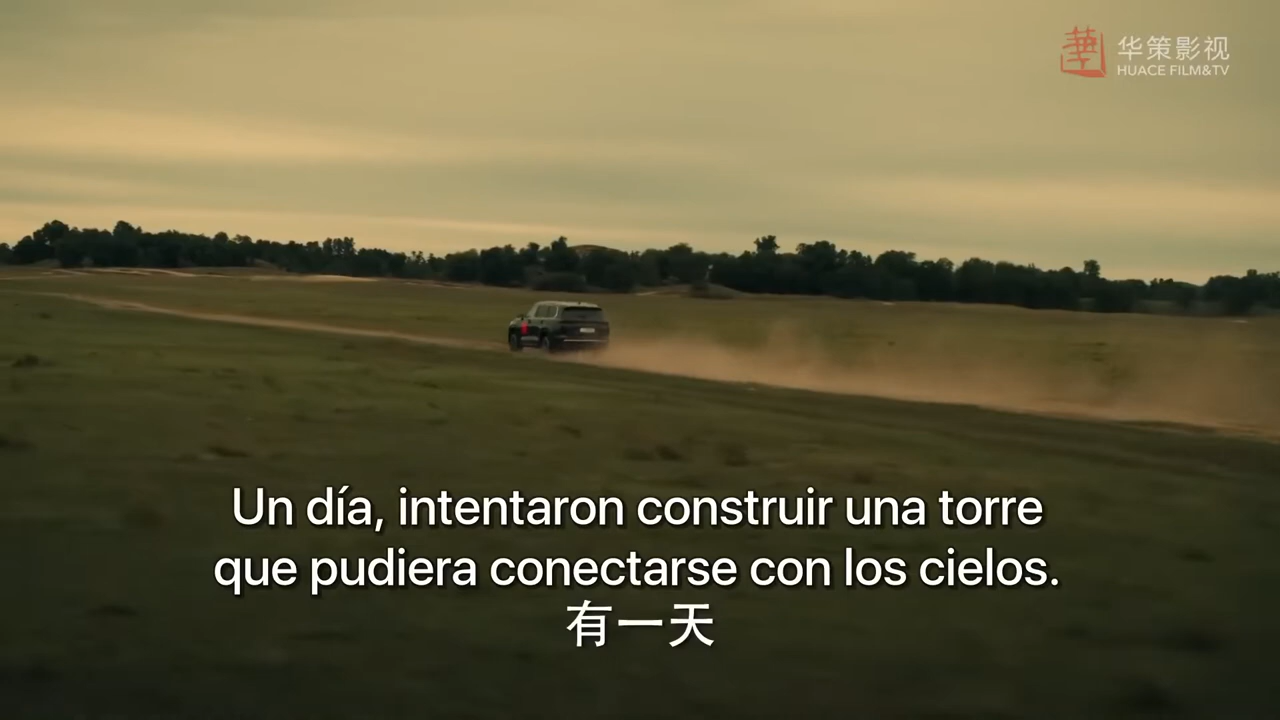 华策影视
HUACE FILM&TV
Un día, intentaron construir una torre
que pudiera conectarse con los cielos.
有一天